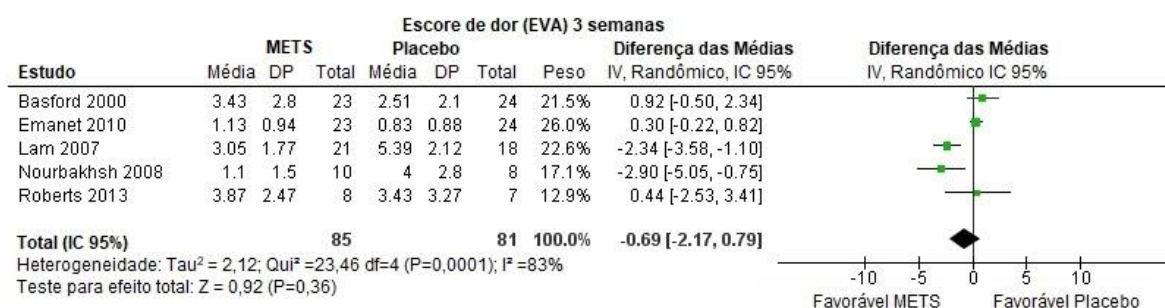 Escore de dor (EVA) 3 semanas
METS Placebo Diferença das Médias Diferença das Médias
Estudo Média DP Total Média DP Total Peso IV, Randômico, IC 95% IV, Randômico IC 95%
Basford 2000 3.43 2.8 23 2.51 2.1 24 21.5% 0.92 [-0.50, 2.34]
Emanet 2010 1.13 0.94 23 0.83 0.88 24 26.0% 0.30 [-0.22, 0.82]
Lam 2007 3.05 1.77 21 5.39 2.12 18 22.6% -2.34 [-3.58, -1.10]
Nourbakhsh 2008 1.1 1.5 10 4 2.8 8 17.1% -2.90 [-5.05, -0.75]
Roberts 2013 3.87 2.47 8 3.43 3.27 7 12.9% 0.44 [-2.53, 3.41]
Total (IC 95%) 85 81 100.0% -0.69 [-2.17, 0.79]
Heterogeneidade: Tau² = 2,12; Qui² =23,46 df=4 (P=0,0001); I² =83%
Teste para efeito total: Z = 0,92 (P=0,36)
-10 -5 0 5 10
Favorável METS Favorável Placebo